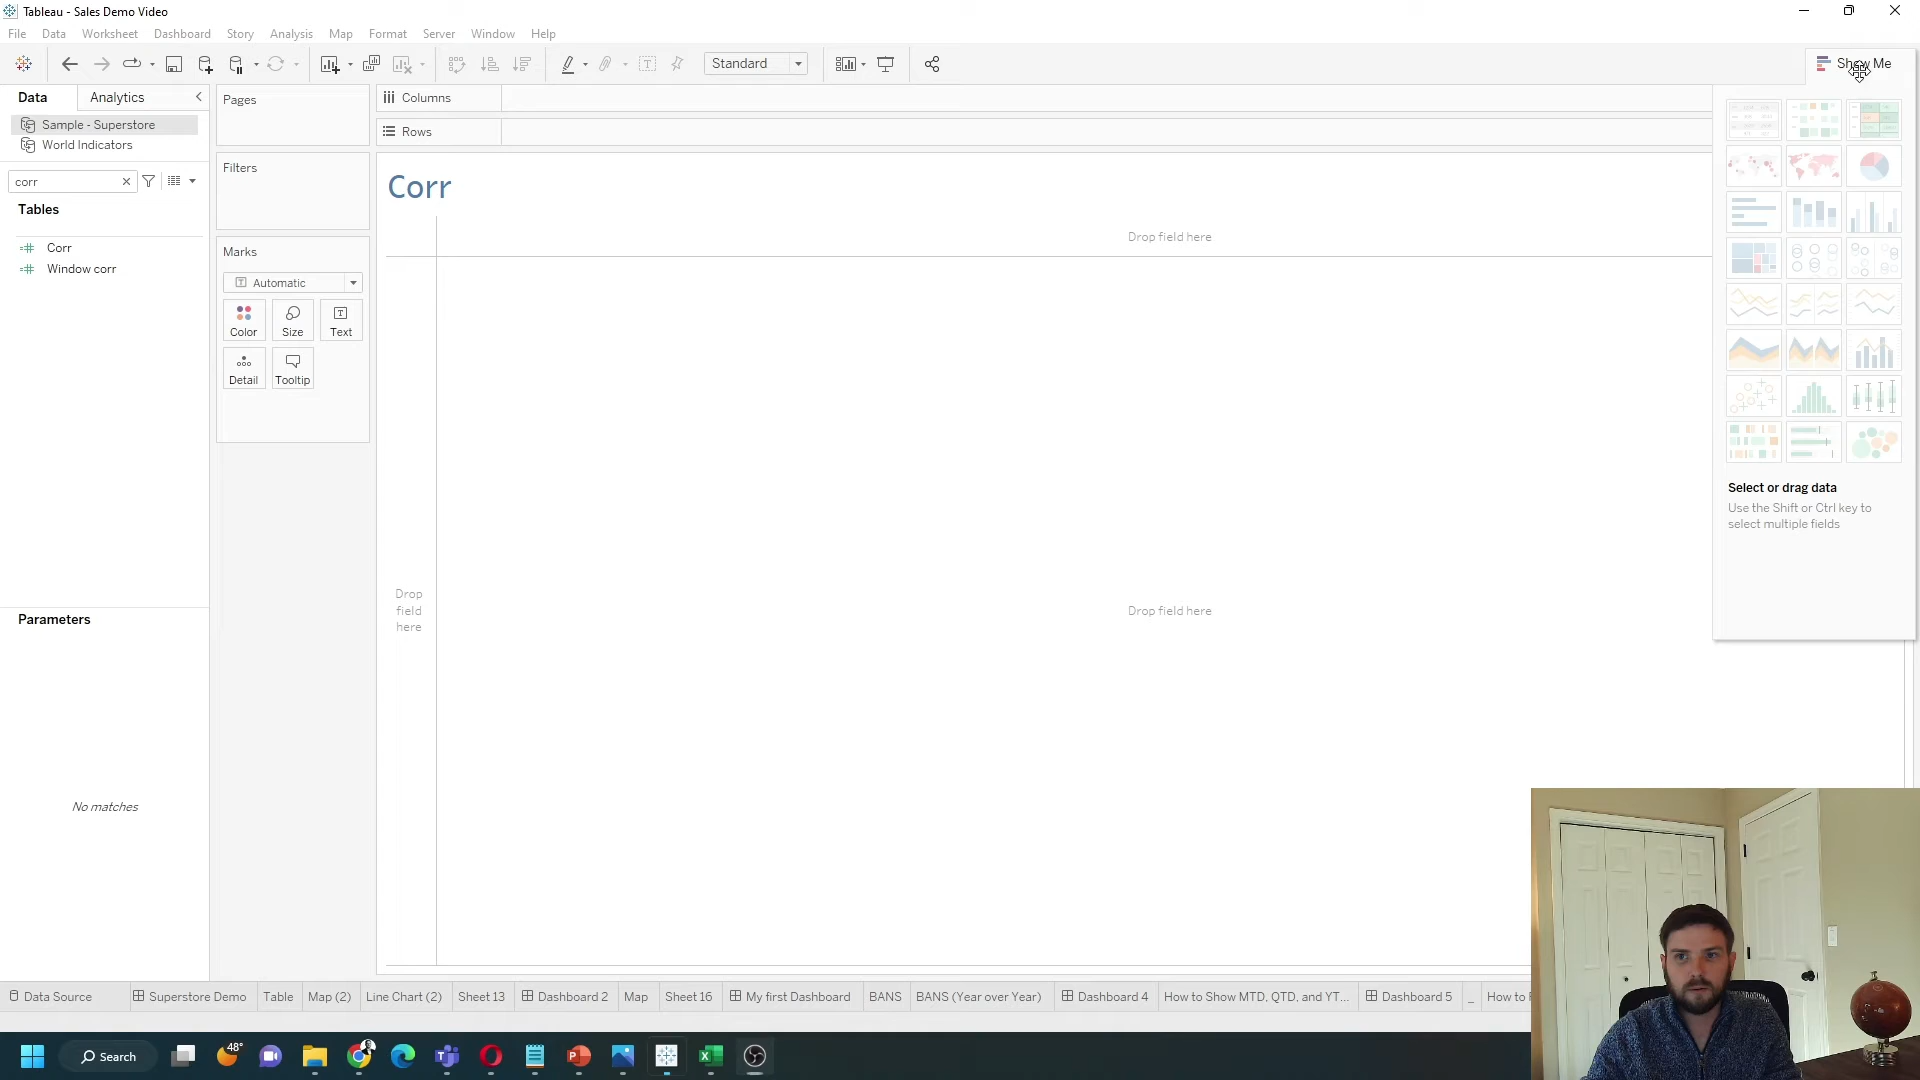 Tableau - Sales Demo Video
File Data Worksheet Dashboard Story Analysis Map Format Server Window Help
Standard
Show Me
Data Analytics
Pages
Columns
Sample - Superstore
World Indicators
Rows
Filters
corr
Tables
Corr
Drop field here
Corr
Window corr
Marks
Automatic
Color Size Text
Detail Tooltip
Select or drag data
Use the Shift or Ctrl key to
select multiple fields
Drop
field
here
Drop field here
Parameters
No matches
Data Source Superstore Demo Table Map (2) Line Chart (2) Sheet 13 Dashboard 2 Map Sheet 16 My first Dashboard BANS BANS (Year over Year) Dashboard 4 How to Show MTD, QTD, and YT... Dashboard 5 _ How to
Search
48°